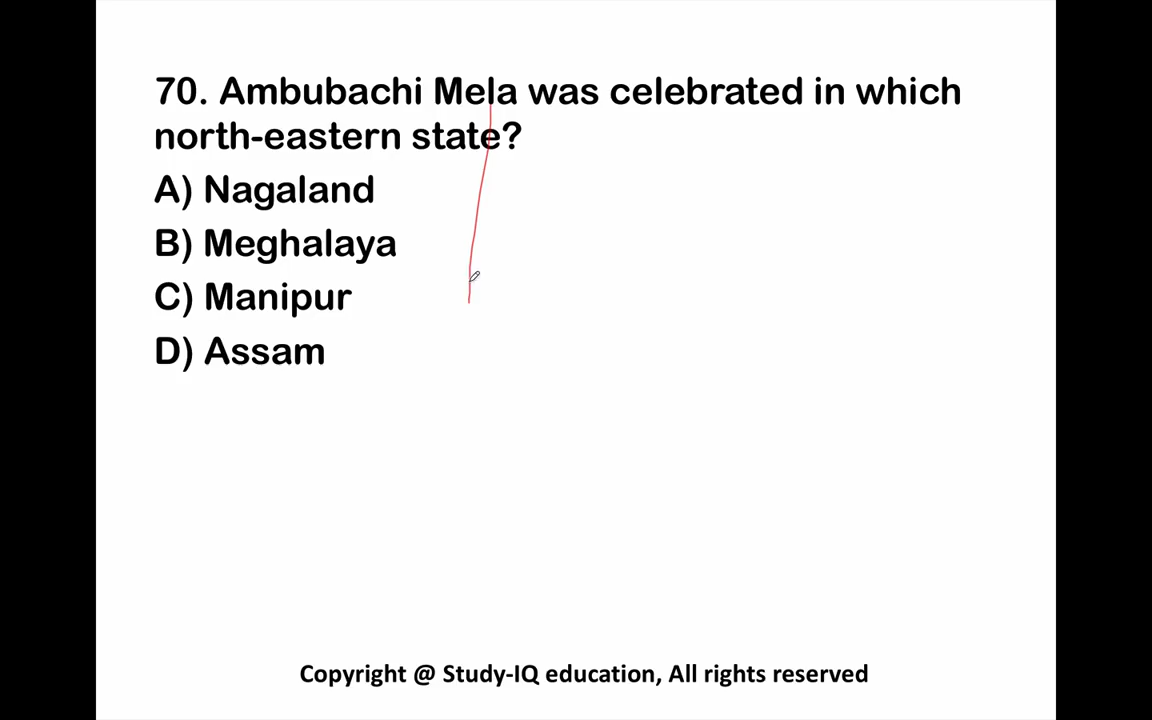 70. Ambubachi Mela was celebrated in which
north-eastern state?
A) Nagaland
B) Meghalaya
C) Manipur
D) Assam
Copyright @ Study-IQ education, All rights reserved